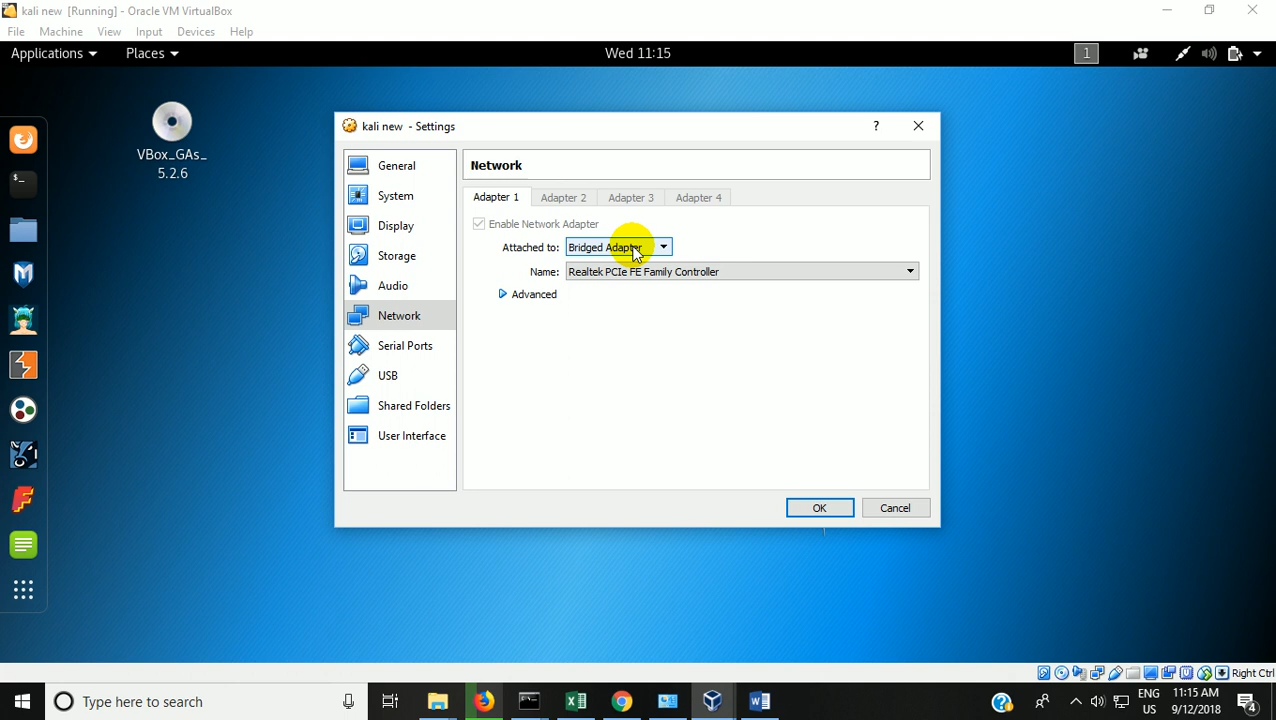 kali new [Running] - Oracle VM VirtualBox
File Machine View Input Devices Help
Applications Places Wed 11:15 1
VBox_GAs_
5.2.6
kali new - Settings ?
General
System
Display
Storage
Audio
Network
Serial Ports
USB
Shared Folders
User Interface
Network
Adapter 1 Adapter 2 Adapter 3 Adapter 4
Enable Network Adapter
Attached to: Bridged Adapter
Name: Realtek PCIe FE Family Controller
Advanced
OK Cancel
Right Ctrl
Type here to search
ENG
US
11:15 AM
9/12/2018
4